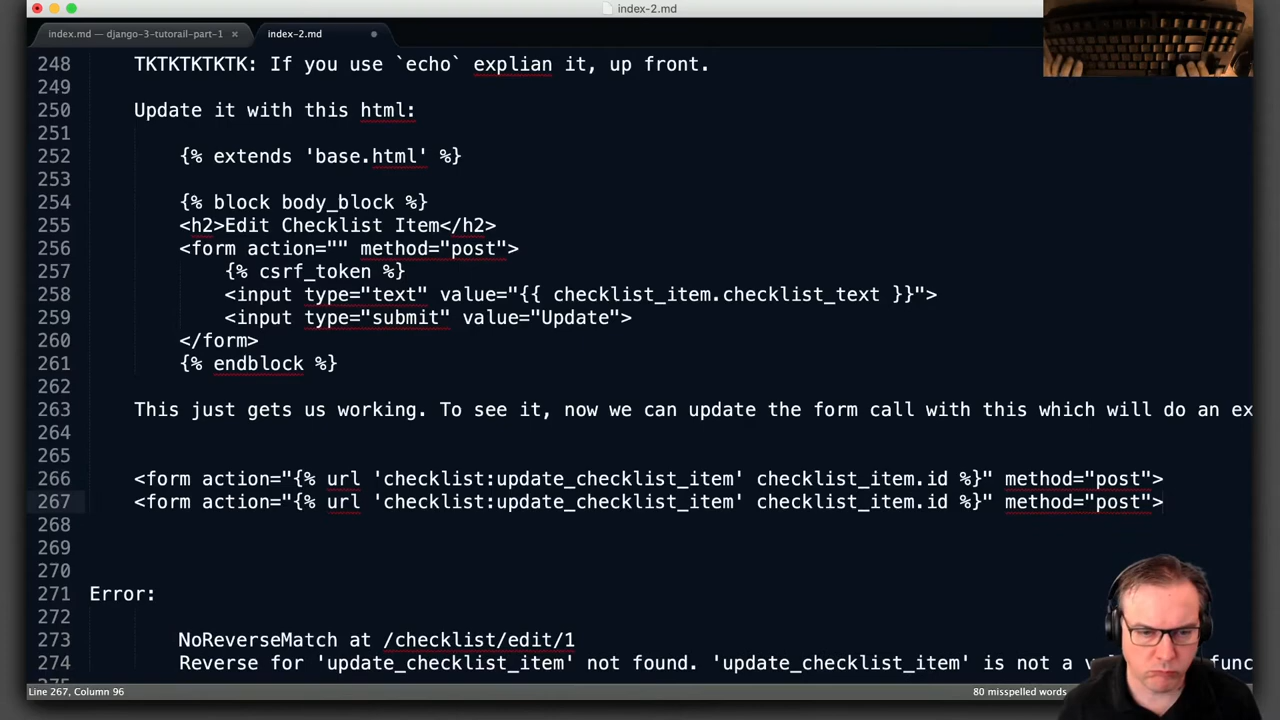 index-2.md
index.md — django-3-tutorail-part-1 ×
index-2.md
248 TKTKTKTKTK: If you use `echo` explian it, up front.
249
250 Update it with this html:
251
252 {% extends 'base.html' %}
253
254 {% block body_block %}
255 <h2>Edit Checklist Item</h2>
256 <form action="" method="post">
257 {% csrf_token %}
258 <input type="text" value="{{ checklist_item.checklist_text }}">
259 <input type="submit" value="Update">
260 </form>
261 {% endblock %}
262
263 This just gets us working. To see it, now we can update the form call with this which will do an ex
264
265
266 <form action="{% url 'checklist:update_checklist_item' checklist_item.id %}" method="post">
267 <form action="{% url 'checklist:update_checklist_item' checklist_item.id %}" method="post">
268
269
270
271 Error:
272
273 NoReverseMatch at /checklist/edit/1
274 Reverse for 'update_checklist_item' not found. 'update_checklist_item' is not a func
Line 267, Column 96
80 misspelled words